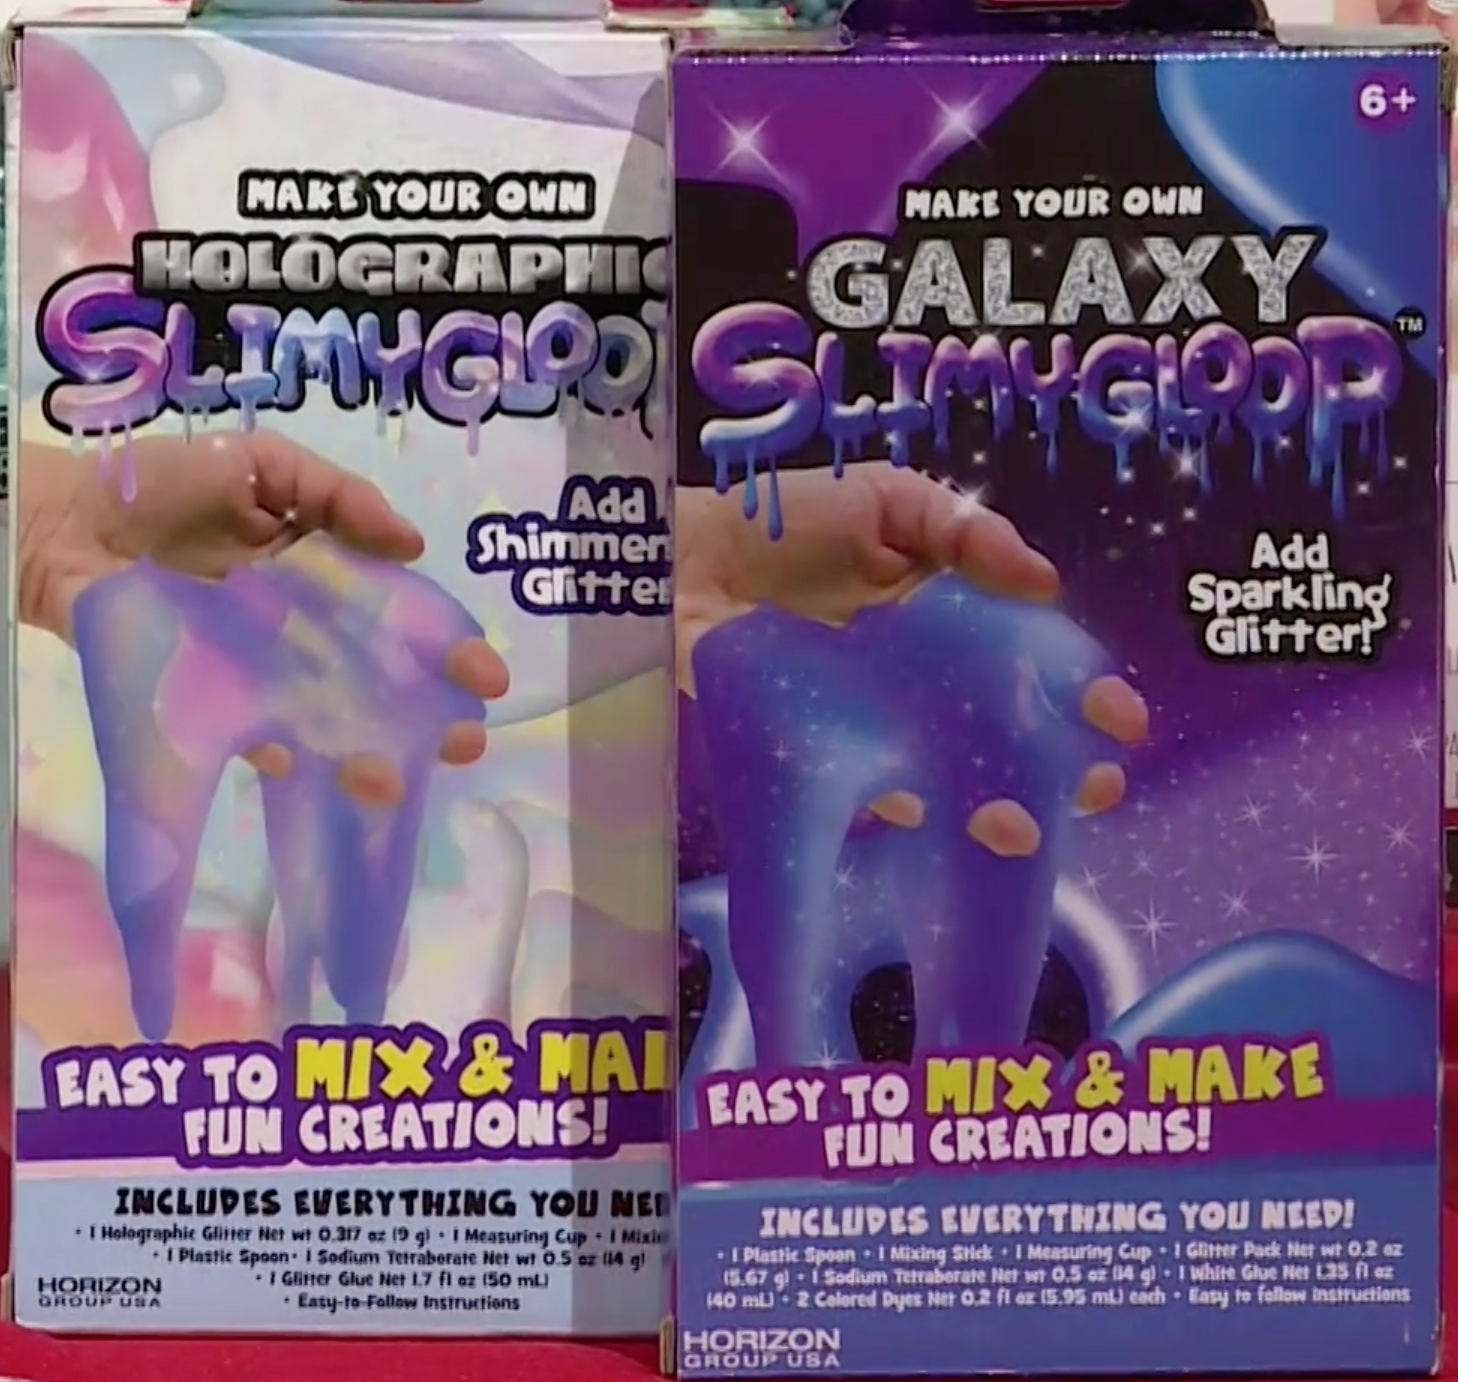 MAKE YOUR OWN
HOLOGRAPHIC
SLIMYGLOOP
Add
Shimmer
Glitter
EASY TO MIX & MA
FUN CREATIONS!
INCLUDES EVERYTHING YOU NEE
• 1 Holographic Glitter Net wt 0.317 oz (9 g) • 1 Measuring Cup • 1 Mixi
• 1 Plastic Spoon • 1 Sodium Tetraborate Net wt 0.5 oz (14 g)
• 1 Glitter Glue Net 1.7 fl oz (50 mL)
• Easy-to-Follow Instructions
HORIZON
GROUP USA
6+
MAKE YOUR OWN
GALAXY
SLIMYGLOOP™
Add
Sparkling
Glitter!
EASY TO MIX & MAKE
FUN CREATIONS!
INCLUDES EVERYTHING YOU NEED!
• 1 Plastic Spoon • 1 Mixing Stick • 1 Measuring Cup • 1 Glitter Pack Net wt 0.2 oz
(5.67 g) • 1 Sodium Tetraborate Net wt 0.5 oz (14 g) • 1 White Glue Net 1.35 fl oz
(40 mL) • 2 Colored Dyes Net 0.2 fl oz (5.95 mL) each • Easy to follow Instructions
HORIZON
GROUP USA